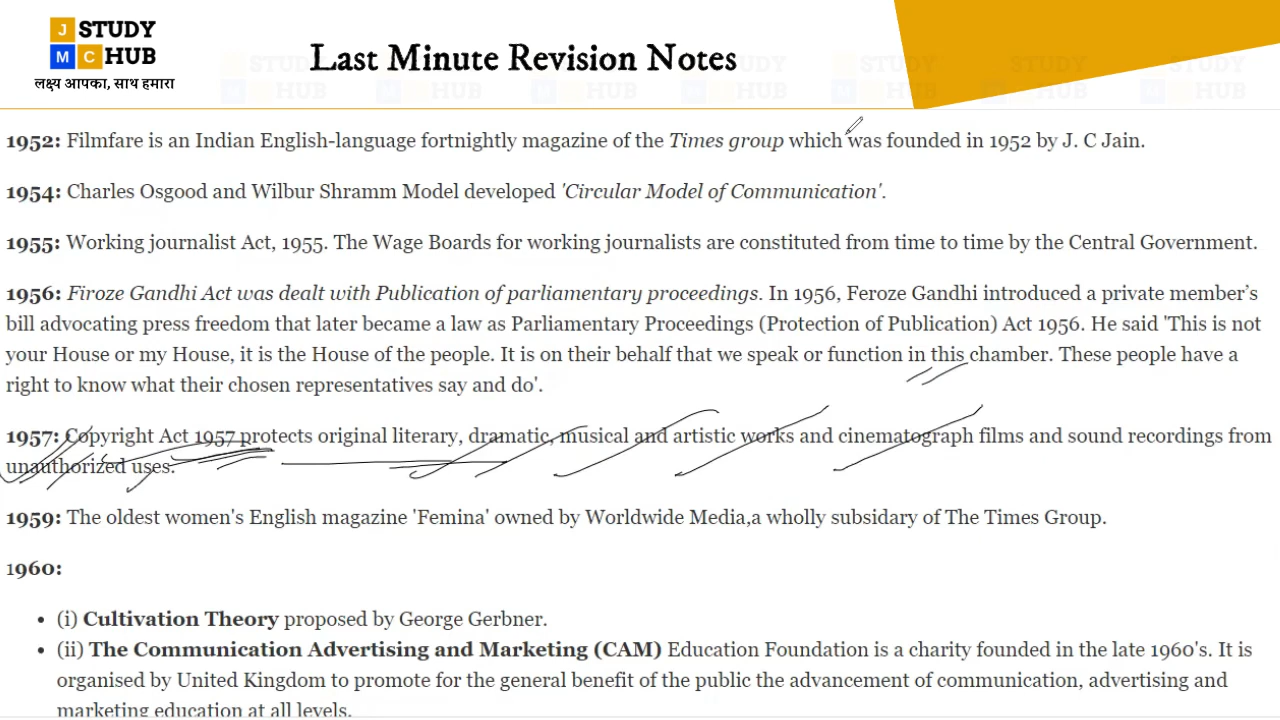 J STUDY
M C HUB
लक्ष्य आपका, साथ हमारा
Last Minute Revision Notes
1952: Filmfare is an Indian English-language fortnightly magazine of the Times group which was founded in 1952 by J. C Jain.
1954: Charles Osgood and Wilbur Shramm Model developed 'Circular Model of Communication'.
1955: Working journalist Act, 1955. The Wage Boards for working journalists are constituted from time to time by the Central Government.
1956: Firoze Gandhi Act was dealt with Publication of parliamentary proceedings. In 1956, Feroze Gandhi introduced a private member's
bill advocating press freedom that later became a law as Parliamentary Proceedings (Protection of Publication) Act 1956. He said 'This is not
your House or my House, it is the House of the people. It is on their behalf that we speak or function in this chamber. These people have a
right to know what their chosen representatives say and do'.
1957: Copyright Act 1957 protects original literary, dramatic, musical and artistic works and cinematograph films and sound recordings from
unauthorized uses.
1959: The oldest women's English magazine 'Femina' owned by Worldwide Media,a wholly subsidary of The Times Group.
1960:
• (i) Cultivation Theory proposed by George Gerbner.
• (ii) The Communication Advertising and Marketing (CAM) Education Foundation is a charity founded in the late 1960's. It is
organised by United Kingdom to promote for the general benefit of the public the advancement of communication, advertising and
marketing education at all levels.